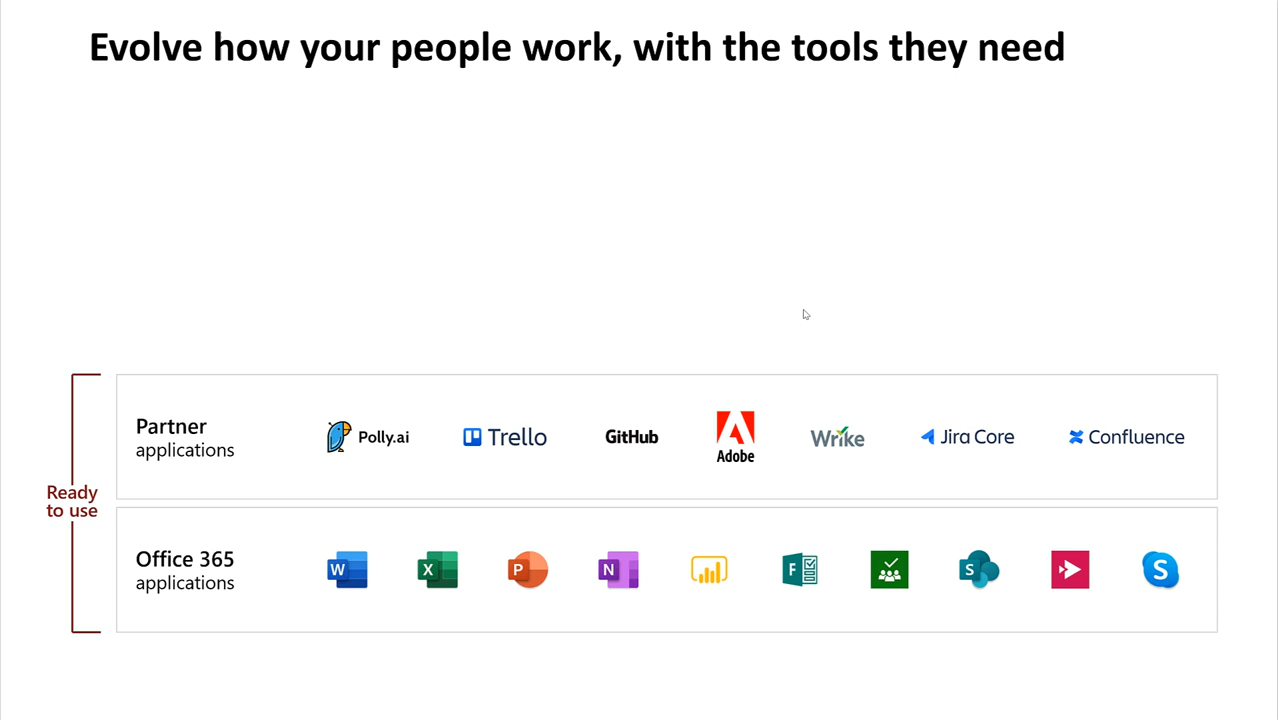 Evolve how your people work, with the tools they need
Partner
applications
Polly.ai
Trello
GitHub
Adobe
Wrike
Jira Core
Confluence
Ready
to use
Office 365
applications
W
X
P
N
F
S
S